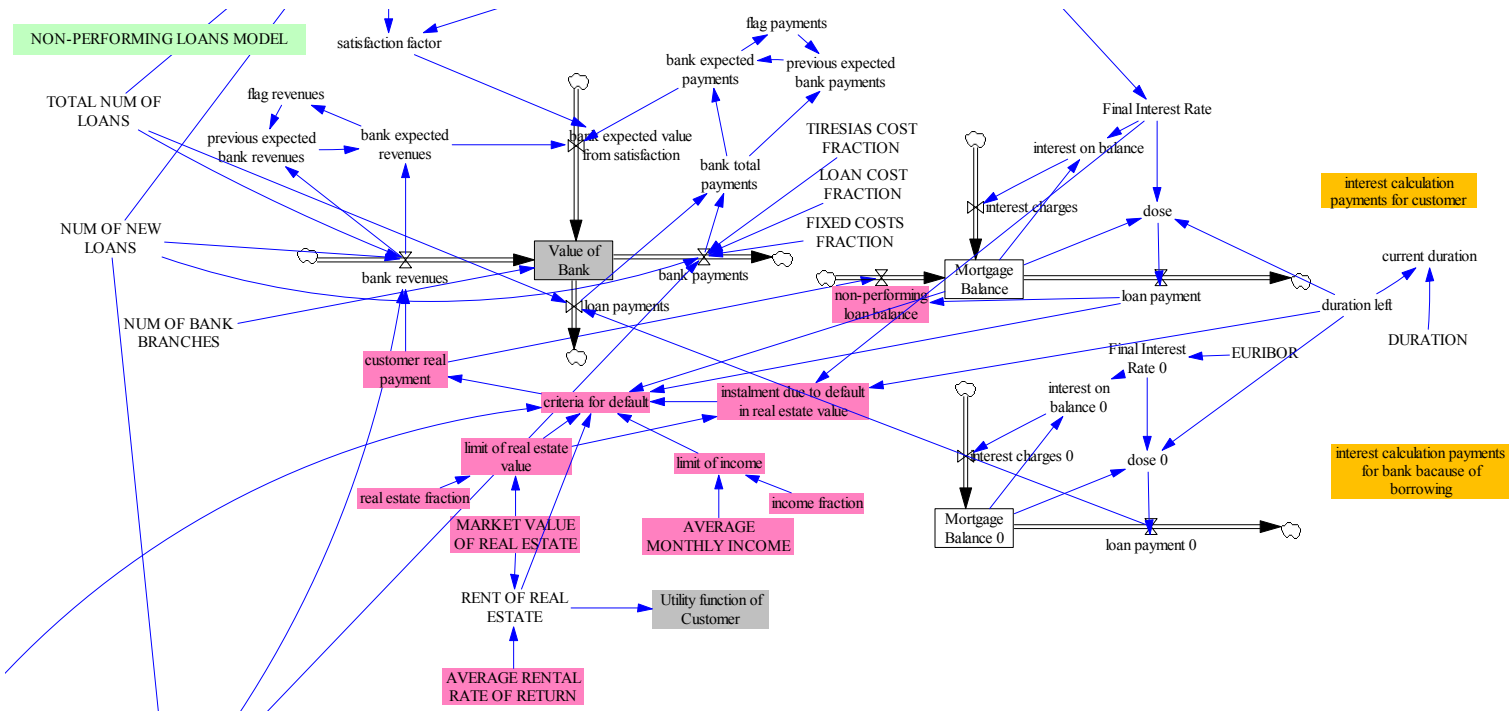 NON-PERFORMING LOANS MODEL
satisfaction factor
flag payments
bank expected
payments
previous expected
bank payments
TOTAL NUM OF
LOANS
flag revenues
previous expected
bank revenues
bank expected
revenues
bank expected value
from satisfaction
bank total
payments
TIRESIAS COST
FRACTION
LOAN COST
FRACTION
FIXED COSTS
FRACTION
Final Interest Rate
interest on balance
interest charges
dose
interest calculation
payments for customer
NUM OF NEW
LOANS
bank revenues
Value of
Bank
bank payments
loan payments
non-performing
loan balance
Mortgage
Balance
loan payment
duration left
current duration
DURATION
NUM OF BANK
BRANCHES
customer real
payment
criteria for default
instalment due to default
in real estate value
Final Interest
Rate 0
EURIBOR
interest on
balance 0
interest charges 0
dose 0
interest calculation payments
for bank bacause of
borrowing
limit of real estate
value
limit of income
real estate fraction
income fraction
MARKET VALUE
OF REAL ESTATE
AVERAGE
MONTHLY INCOME
Mortgage
Balance 0
loan payment 0
RENT OF REAL
ESTATE
Utility function of
Customer
AVERAGE RENTAL
RATE OF RETURN